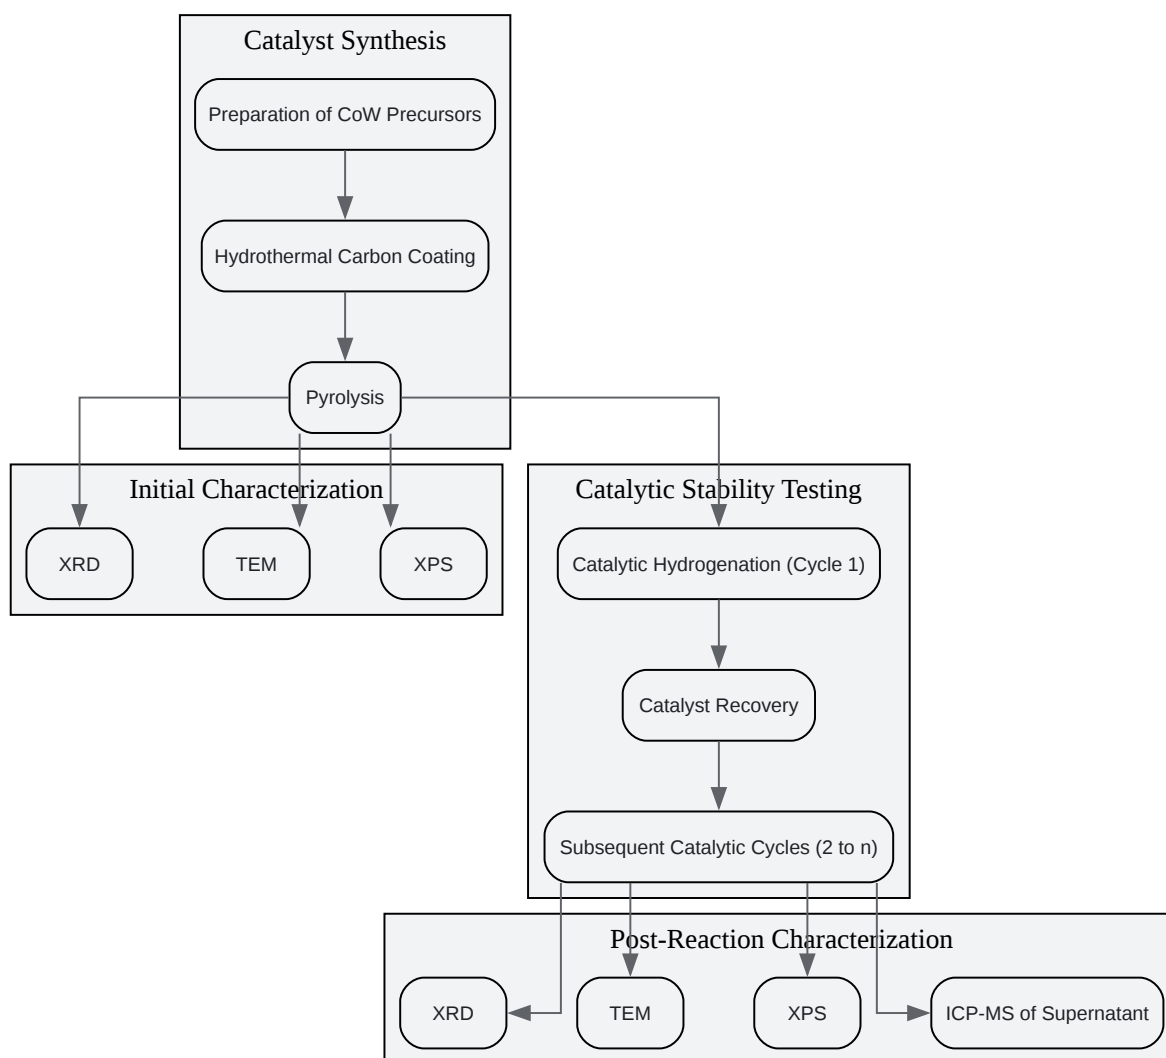 Catalyst Synthesis
Preparation of CoW Precursors
Hydrothermal Carbon Coating
Pyrolysis
Initial Characterization
XRD
TEM
XPS
Catalytic Stability Testing
Catalytic Hydrogenation (Cycle 1)
Catalyst Recovery
Subsequent Catalytic Cycles (2 to n)
Post-Reaction Characterization
XRD
TEM
XPS
ICP-MS of Supernatant